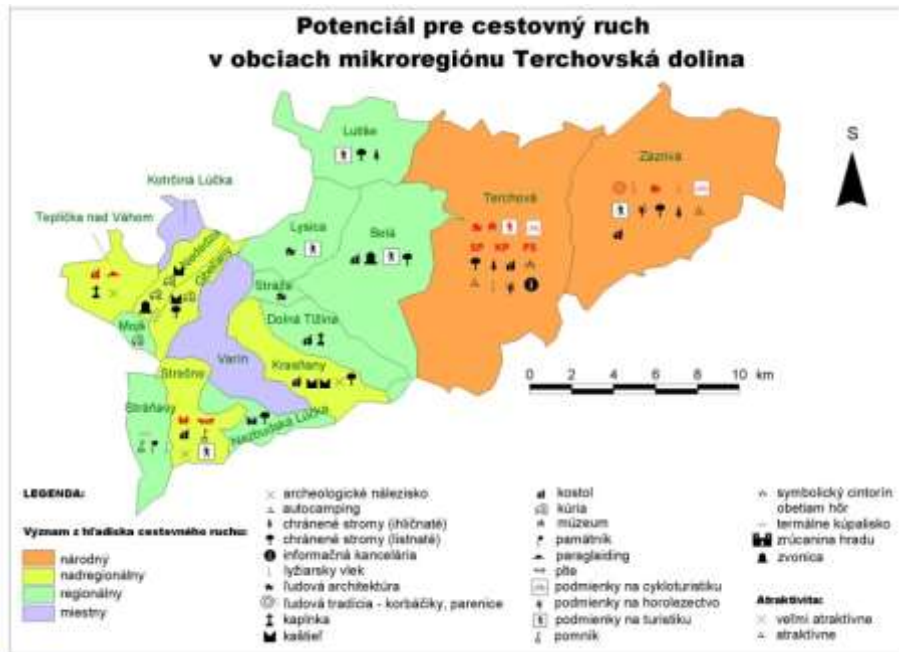 Potenciál pre cestovný ruch
v obciach mikroregiónu Terchovská dolina
S
Lutiše
Zázrivá
Kotrčiná Lúčka
Terchová
Teplička nad Váhom
Lysica
Belá
Nededza
Gbeľany
SP KP PS
Straža
Dolná Tižina
Mojš
Varín
Krasňany
Strečno
Stráňavy
Nezbudská Lúčka
0 2 4 6 8 10
km
LEGENDA:
Význam z hľadiska cestovného ruchu:
národný
nadregionálny
regionálny
miestny
archeologické nálezisko
autocamping
chránené stromy (ihličnaté)
chránené stromy (listnaté)
informačná kancelária
lyžiarsky vlek
ľudová architektúra
ľudová tradícia - korbáčiky, parenice
kaplnka
kaštieľ
kostol
kúria
múzeum
pamätník
paragleiding
plte
podmienky na cykloturistiku
podmienky na horolezectvo
podmienky na turistiku
pomník
symbolický cintorín
obetiam hôr
termálne kúpalisko
zrúcanina hradu
zvonica
Atraktivita:
veľmi atraktívne
atraktívne